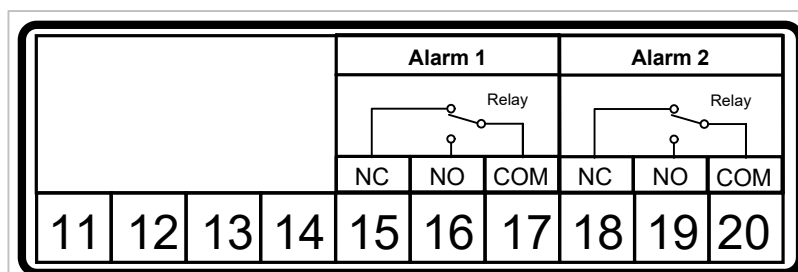 Alarm 1 Alarm 2
Relay Relay
NC NO COM NC NO COM
11 12 13 14 15 16 17 18 19 20